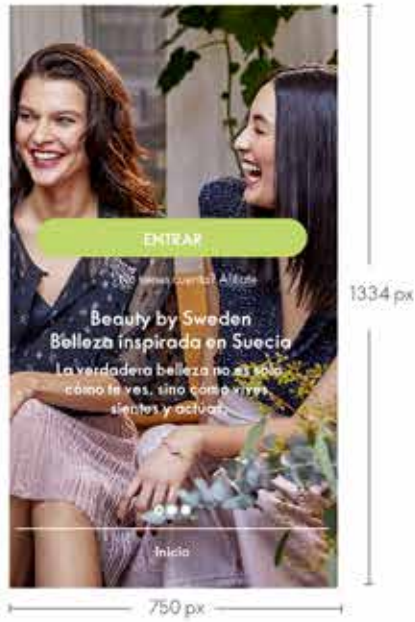 ENTRAR
¿No tienes cuenta? Afíliate
Beauty by Sweden
Belleza inspirada en Suecia
La verdadera belleza no es sólo
cómo te ves, sino cómo vives,
sientes y actúas.
Inicio
1334 px
750 px